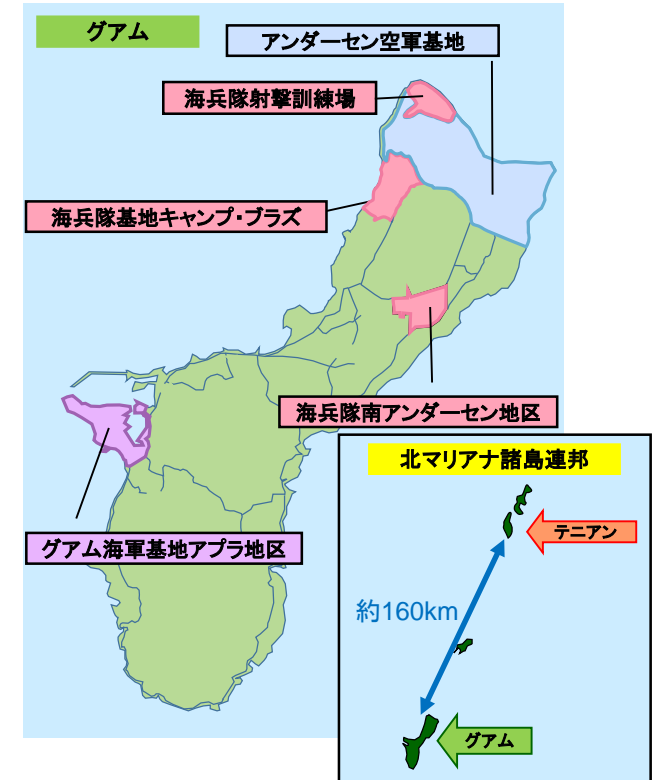 グアム
アンダーセン空軍基地
海兵隊射撃訓練場
海兵隊基地キャンプ・ブラズ
海兵隊南アンダーセン地区
グアム海軍基地アプラ地区
北マリアナ諸島連邦
テニアン
約160km
グアム